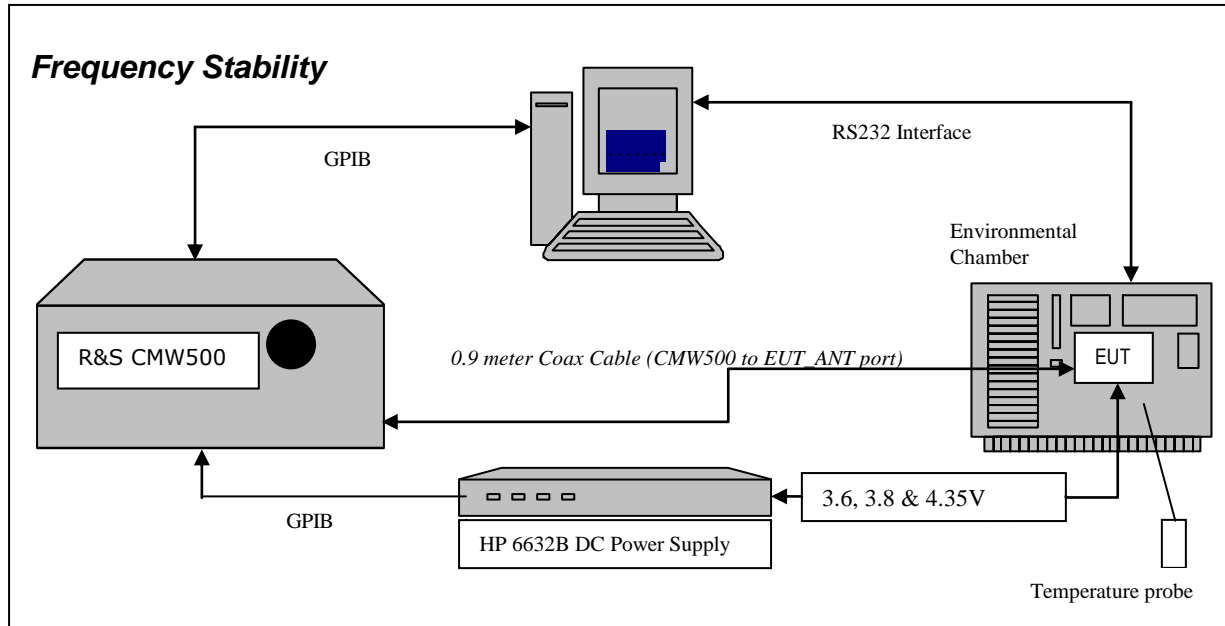 Frequency Stability
GPIB
RS232 Interface
Environmental
Chamber
R&S CMW500
0.9 meter Coax Cable (CMW500 to EUT_ANT port)
EUT
GPIB
3.6, 3.8 & 4.35V
HP 6632B DC Power Supply
Temperature probe